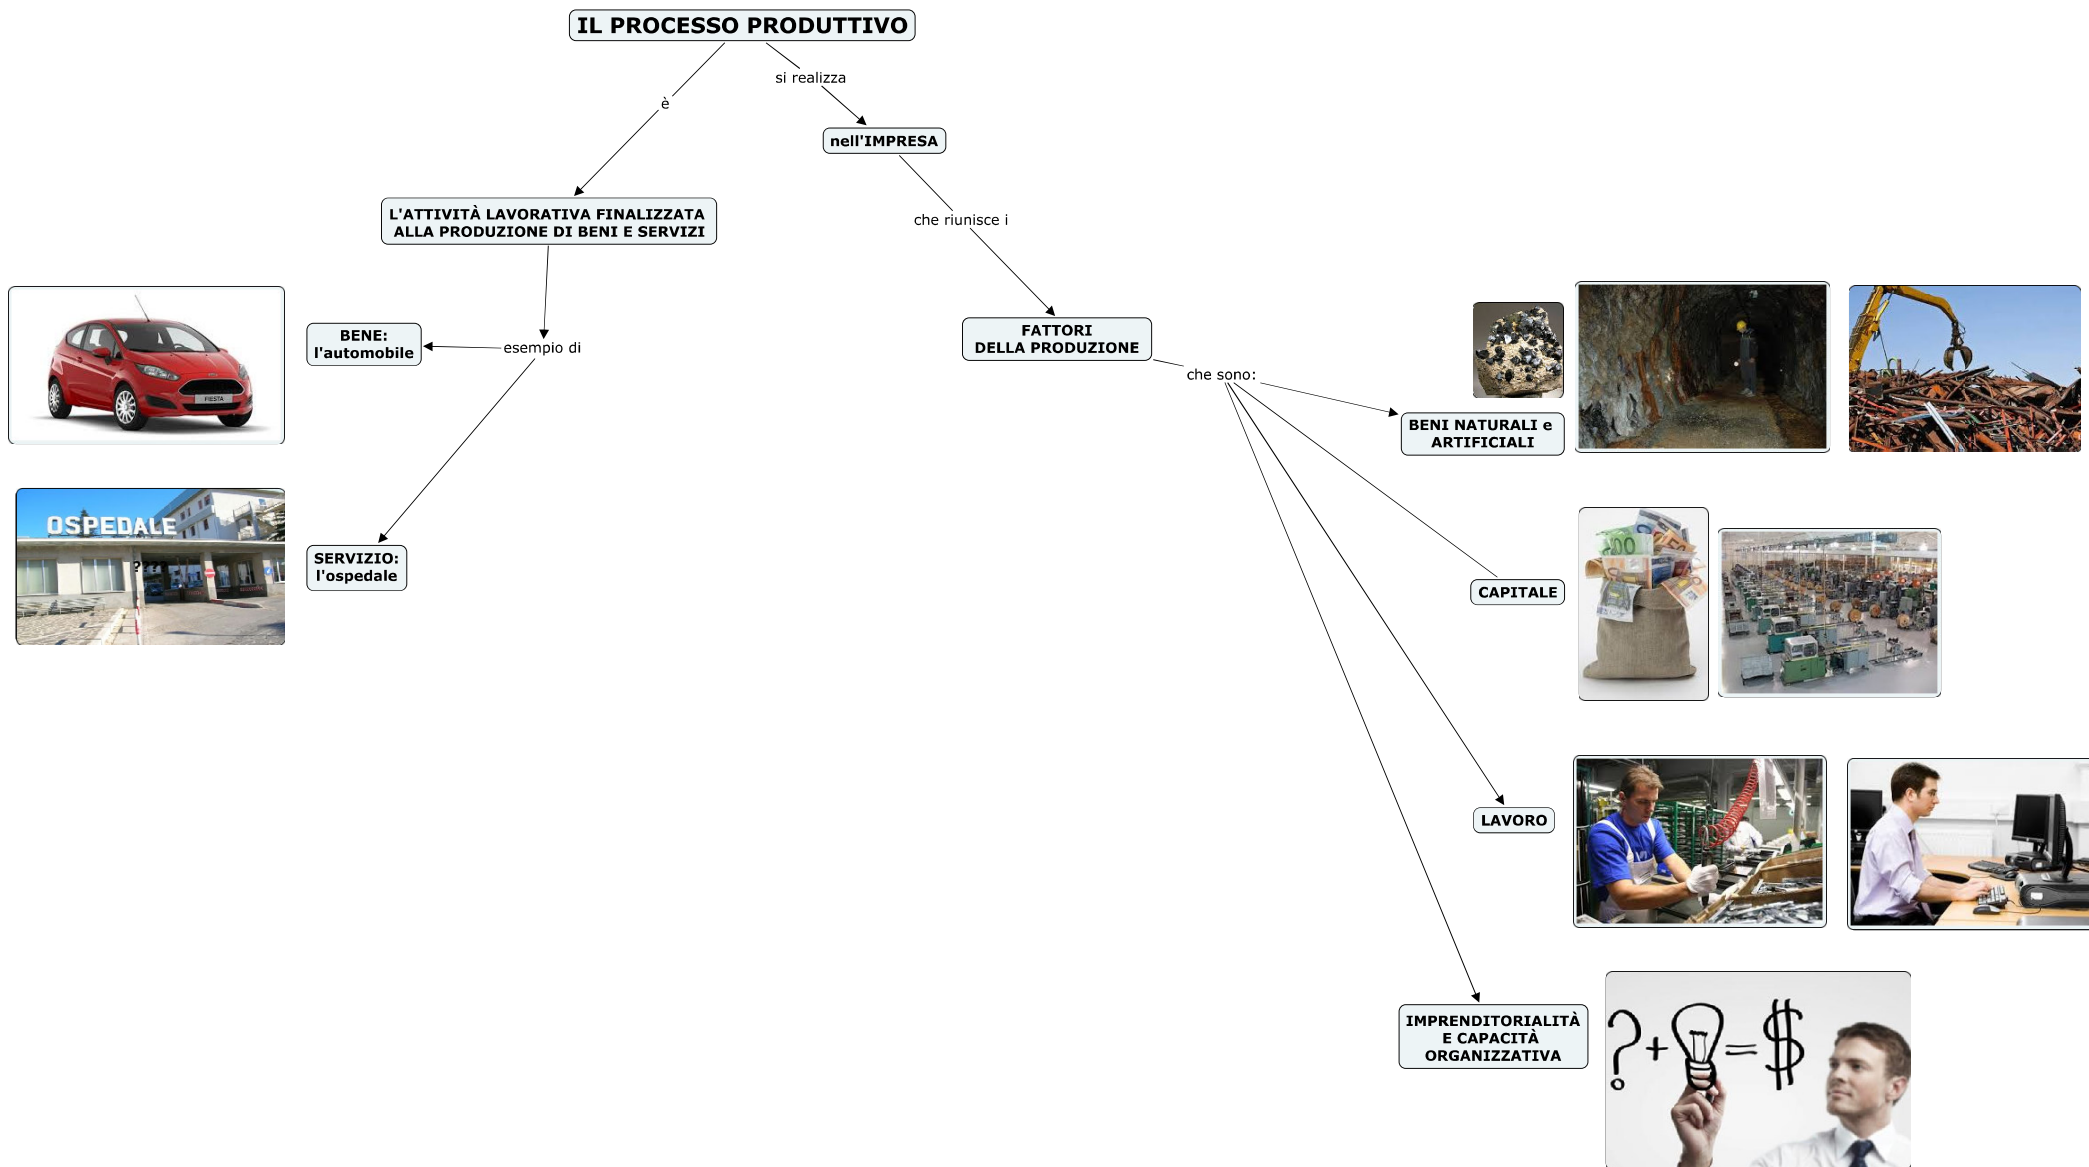 IL PROCESSO PRODUTTIVO
si realizza
è
nell'IMPRESA
L'ATTIVITÀ LAVORATIVA FINALIZZATA
ALLA PRODUZIONE DI BENI E SERVIZI
che riunisce i
BENE:
l'automobile
esempio di
FIESTA
SERVIZIO:
l'ospedale
OSPEDALE
????
FATTORI
DELLA PRODUZIONE
che sono:
BENI NATURALI e
ARTIFICIALI
CAPITALE
LAVORO
IMPRENDITORIALITÀ
E CAPACITÀ
ORGANIZZATIVA
? + = $